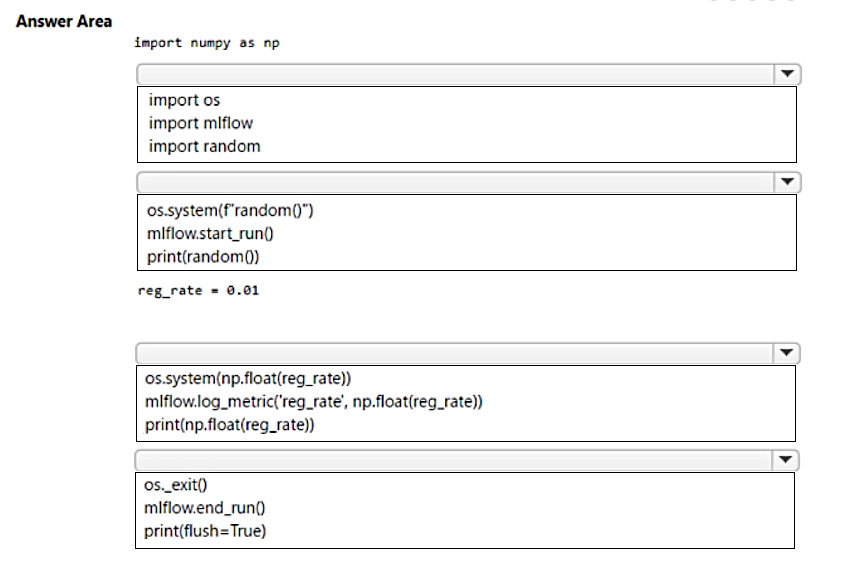 Answer Area
import numpy as np
import os
import mlflow
import random
os.system(f"random()")
mlflow.start_run()
print(random())
reg_rate = 0.01
os.system(np.float(reg_rate))
mlflow.log_metric('reg_rate', np.float(reg_rate))
print(np.float(reg_rate))
os._exit()
mlflow.end_run()
print(flush=True)